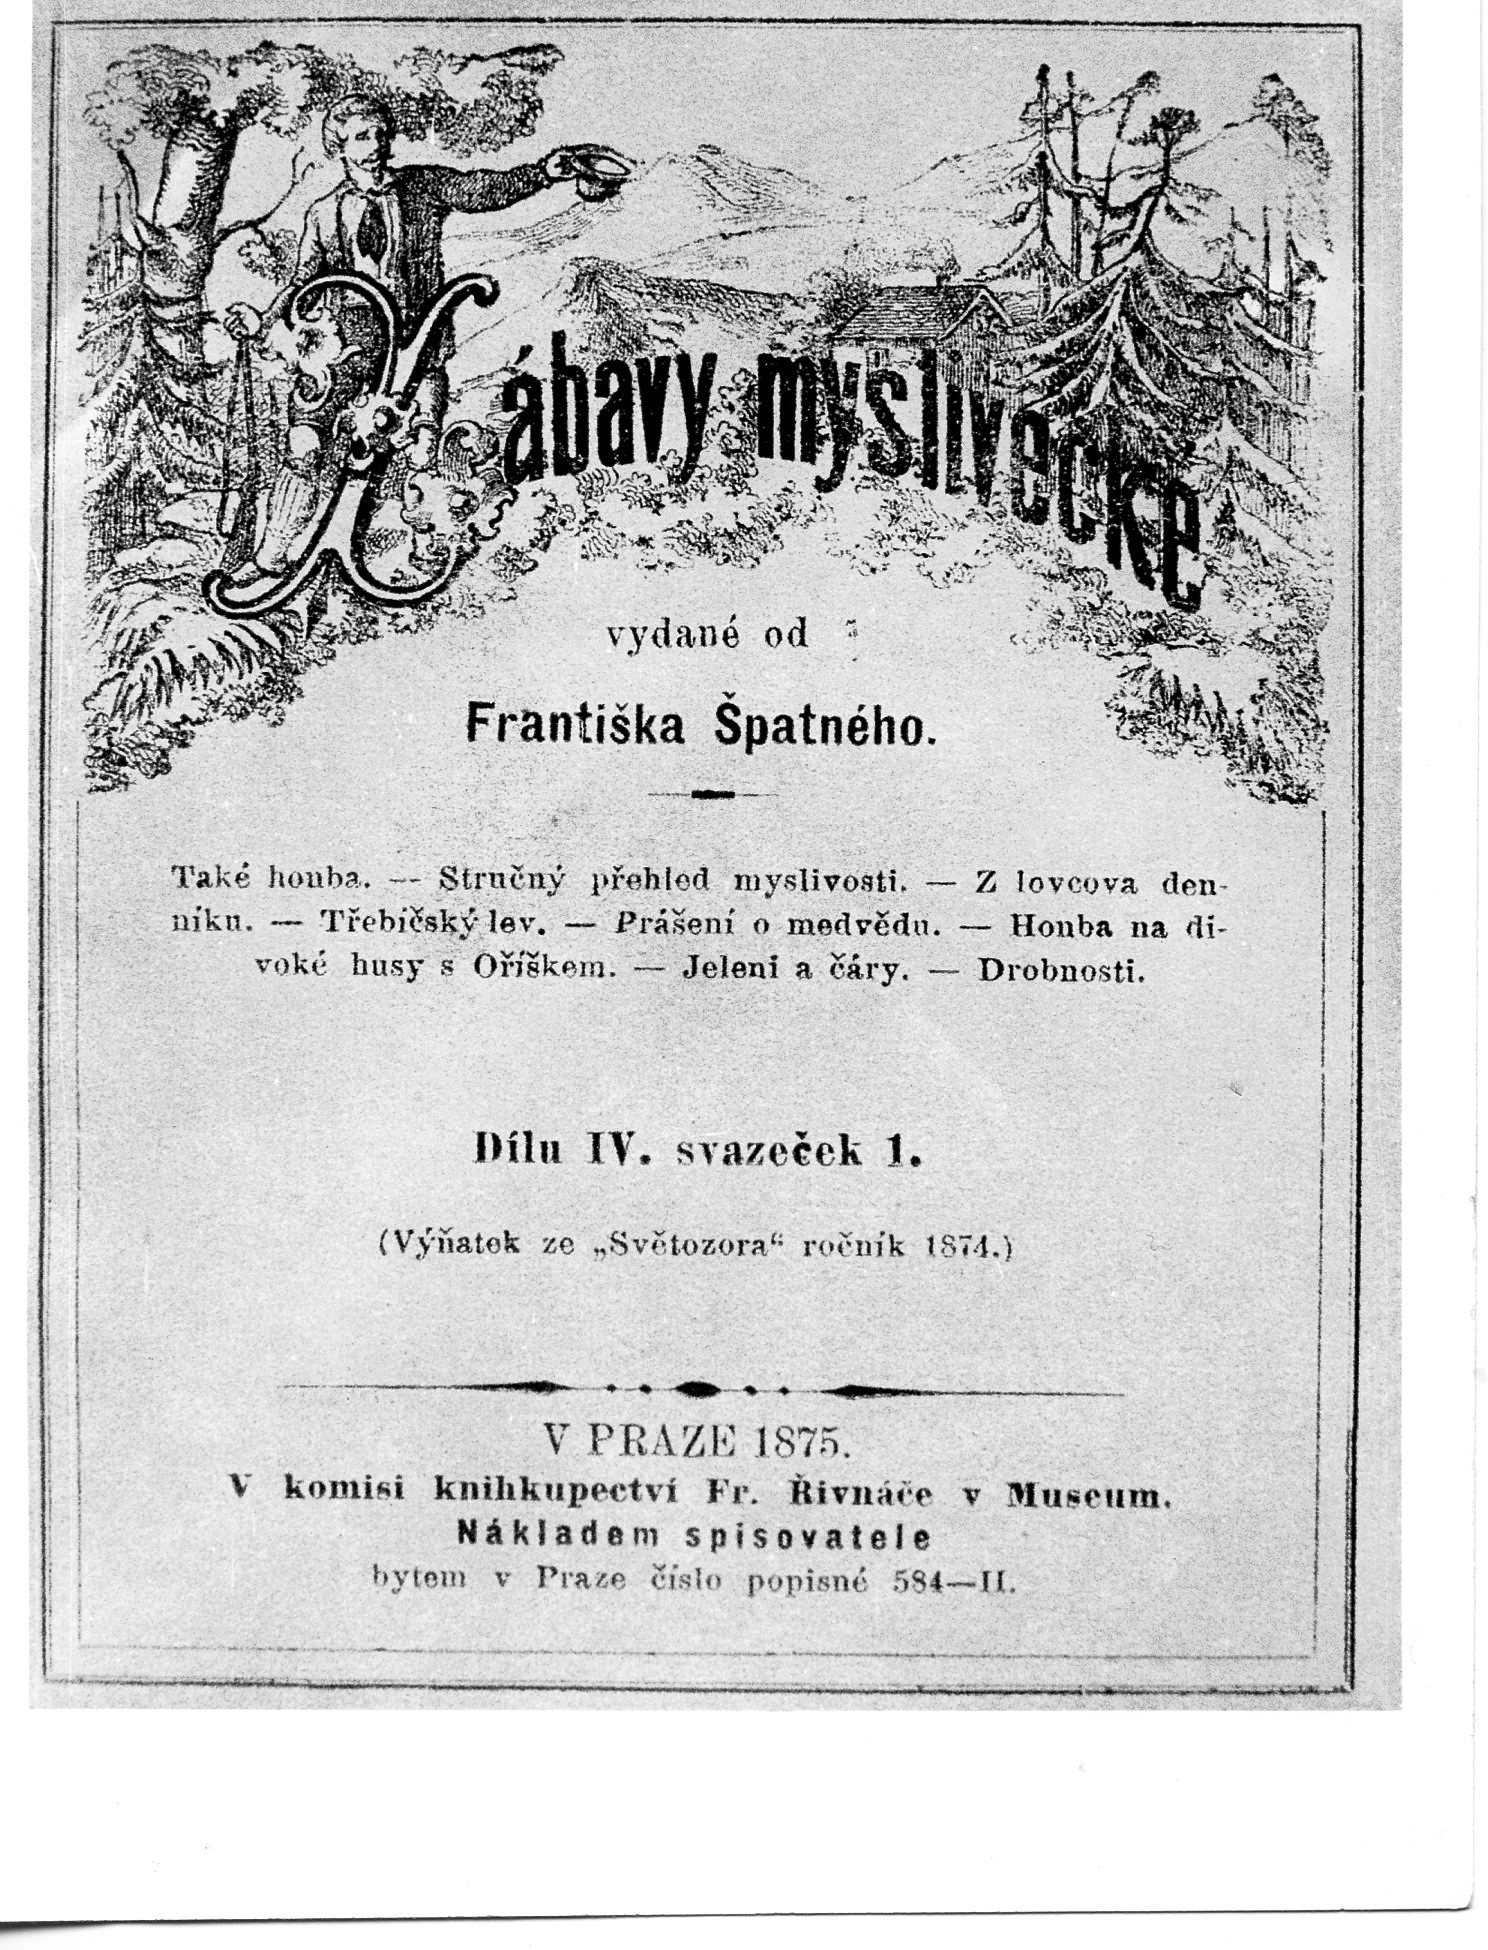 Zábavy myslivecké
vydané od
Františka Špatného.
Také honba. — Stručný přehled myslivosti. — Z lovcova den-
níku. — Třebíčský lev. — Prášení o medvědu. — Honba na di-
voké husy s Oříškem. — Jeleni a čáry. — Drobnosti.
Dílu IV. svazeček 1.
(Výňatek ze „Světozora“ ročník 1874.)
V PRAZE 1875.
V komisi knihkupectví Fr. Řivnáče v Museum.
Nákladem spisovatele
bytem v Praze číslo popisné 584—II.